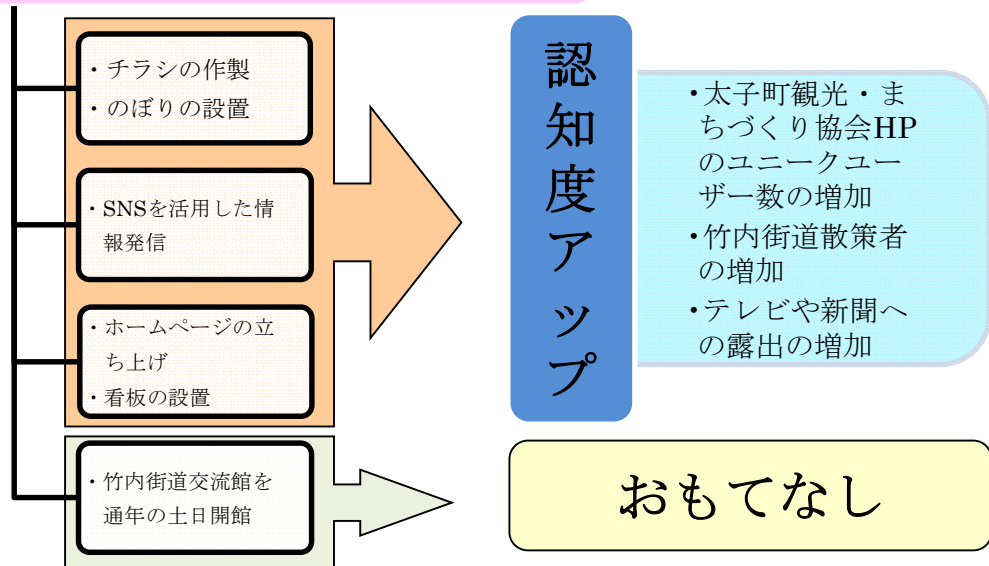 ・チラシの作製
・のぼりの設置
・SNSを活用した情
報発信
・ホームページの立
ち上げ
・看板の設置
認知度アップ
・太子町観光・ま
ちづくり協会HP
のユニークユー
ザー数の増加
・竹内街道散策者
の増加
・テレビや新聞へ
の露出の増加
・竹内街道交流館を
通年の土日開館
おもてなし